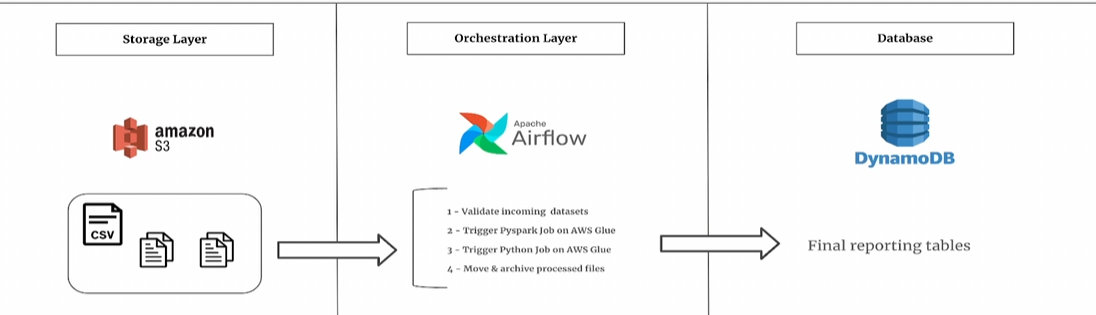 Storage Layer
Orchestration Layer
Database
amazon
S3
Apache
Airflow
DynamoDB
CSV
1 - Validate incoming datasets
2 - Trigger Pyspark Job on AWS Glue
3 - Trigger Python Job on AWS Glue
4 - Move & archive processed files
Final reporting tables